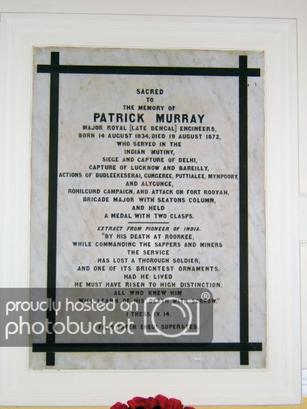 SACRED
TO
THE MEMORY OF
PATRICK MURRAY
MAJOR ROYAL [LATE BENGAL] ENGINEERS,
BORN 14 AUGUST 1834, DIED 19 AUGUST 1872,
WHO SERVED IN THE
INDIAN MUTINY,
SIEGE AND CAPTURE OF DELHI,
CAPTURE OF LUCKNOW AND BAREILLY,
ACTIONS OF BUDLEEKESERAI, GUNGEREE, PUTTIALEE, MYNPOORY
AND ALYGUNGE,
ROHILCUND CAMPAIGN, AND ATTACK ON FORT ROOYAH,
BRIGADE MAJOR WITH SEATONS COLUMN,
AND HELD
A MEDAL WITH TWO CLASPS.
EXTRACT FROM PIONEER OF INDIA.
"BY HIS DEATH AT ROORKEE,
WHILE COMMANDING THE SAPPERS AND MINERS
THE SERVICE
HAS LOST A THOROUGH SOLDIER,
AND ONE OF ITS BRIGHTEST ORNAMENTS.
HAD HE LIVED
HE MUST HAVE RISEN TO HIGH DISTINCTION.
ALL WHO KNEW HIM
proudly hosted on
photobucket
I THESS. IV. 14.